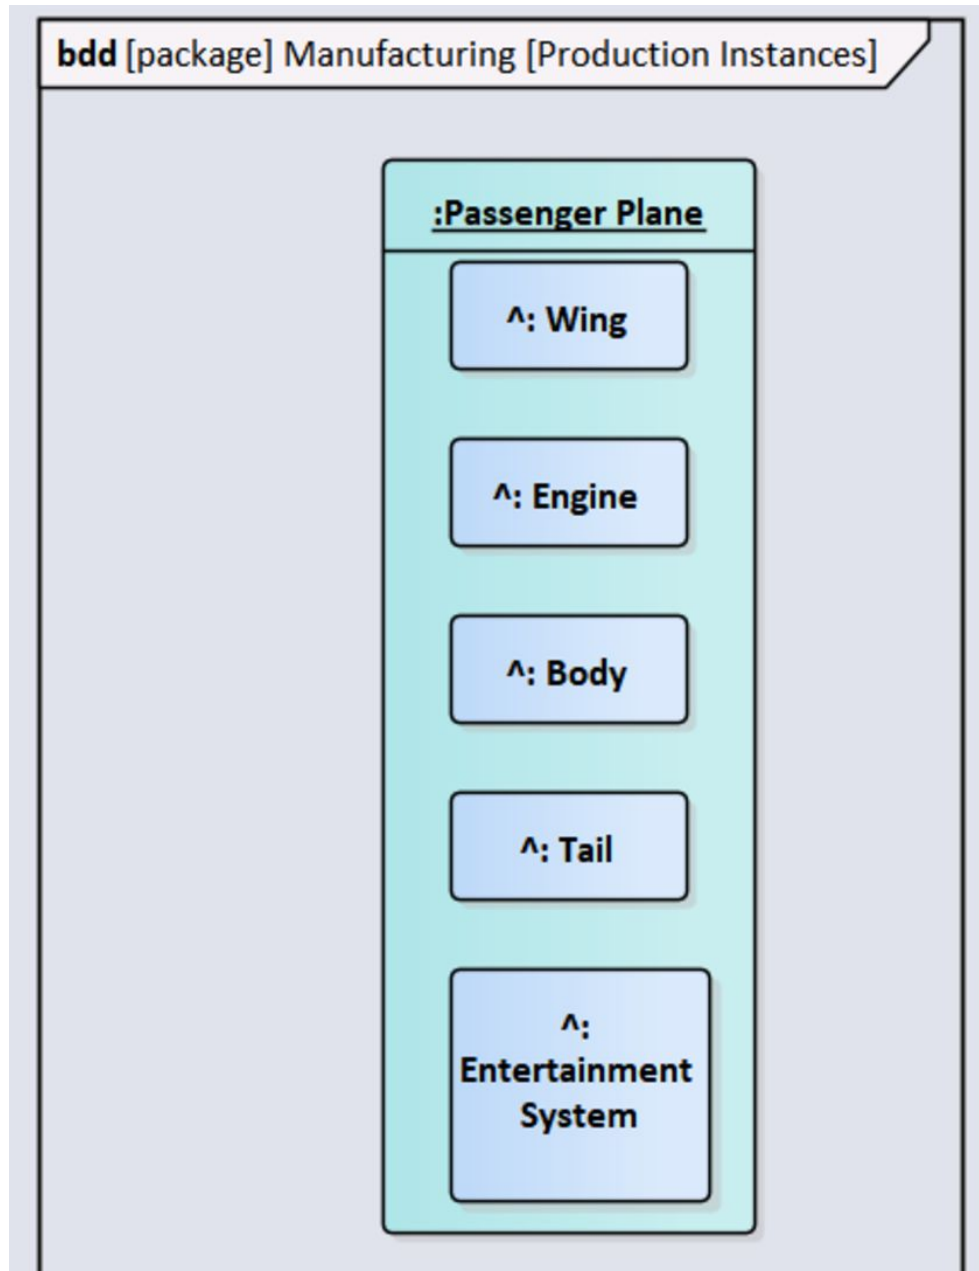 bdd [package] Manufacturing [Production Instances]
:Passenger Plane
^: Wing
^: Engine
^: Body
^: Tail
^:
Entertainment
System